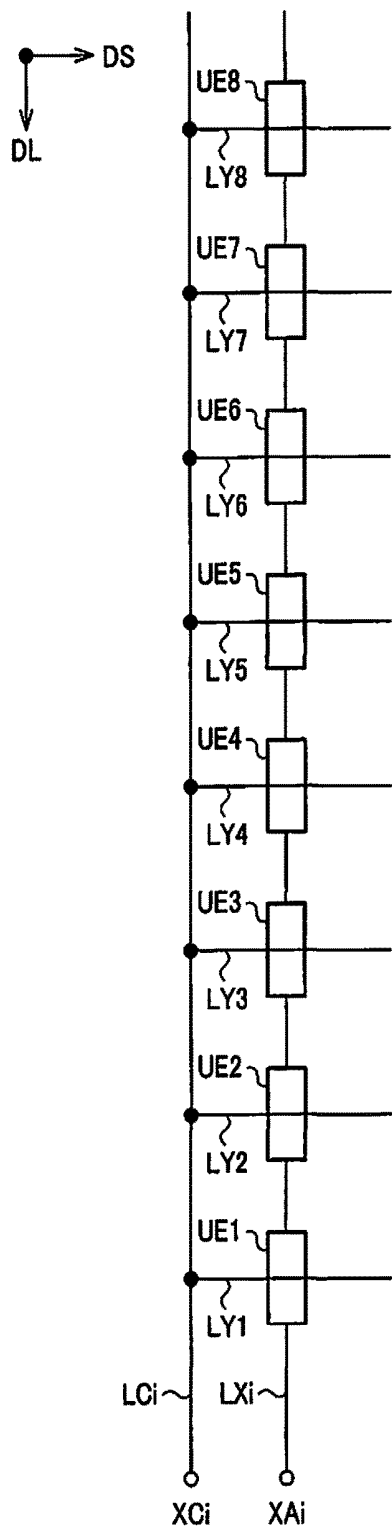 DS
DL
UE8
LY8
UE7
LY7
UE6
LY6
UE5
LY5
UE4
LY4
UE3
LY3
UE2
LY2
UE1
LY1
LCi LXi
XCi XAi